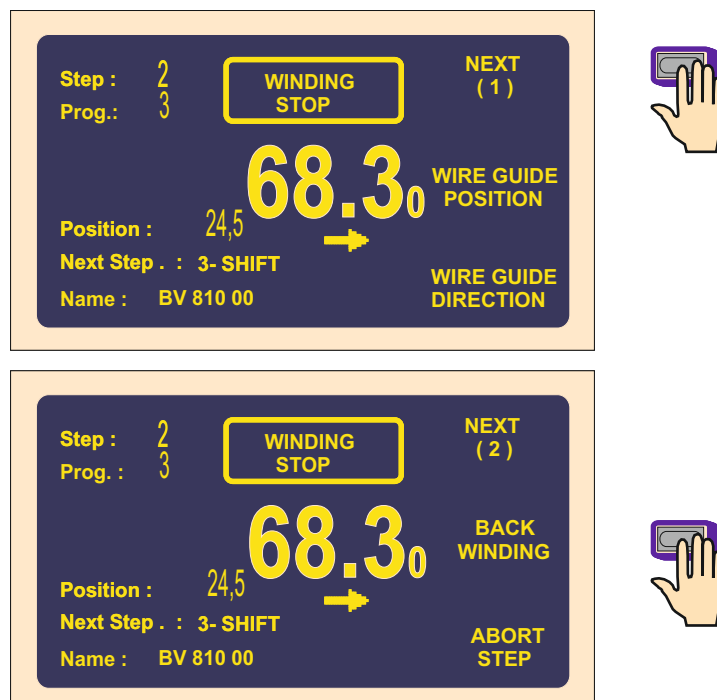 Step :
2
WINDING
STOP
NEXT
( 1 )
Prog.:
3
68.30
WIRE GUIDE
POSITION
Position :
24,5
Next Step . : 3- SHIFT
WIRE GUIDE
DIRECTION
Name : BV 810 00
Step :
2
WINDING
STOP
NEXT
( 2 )
Prog. :
3
68.30
BACK
WINDING
Position :
24,5
Next Step . : 3- SHIFT
ABORT
STEP
Name : BV 810 00